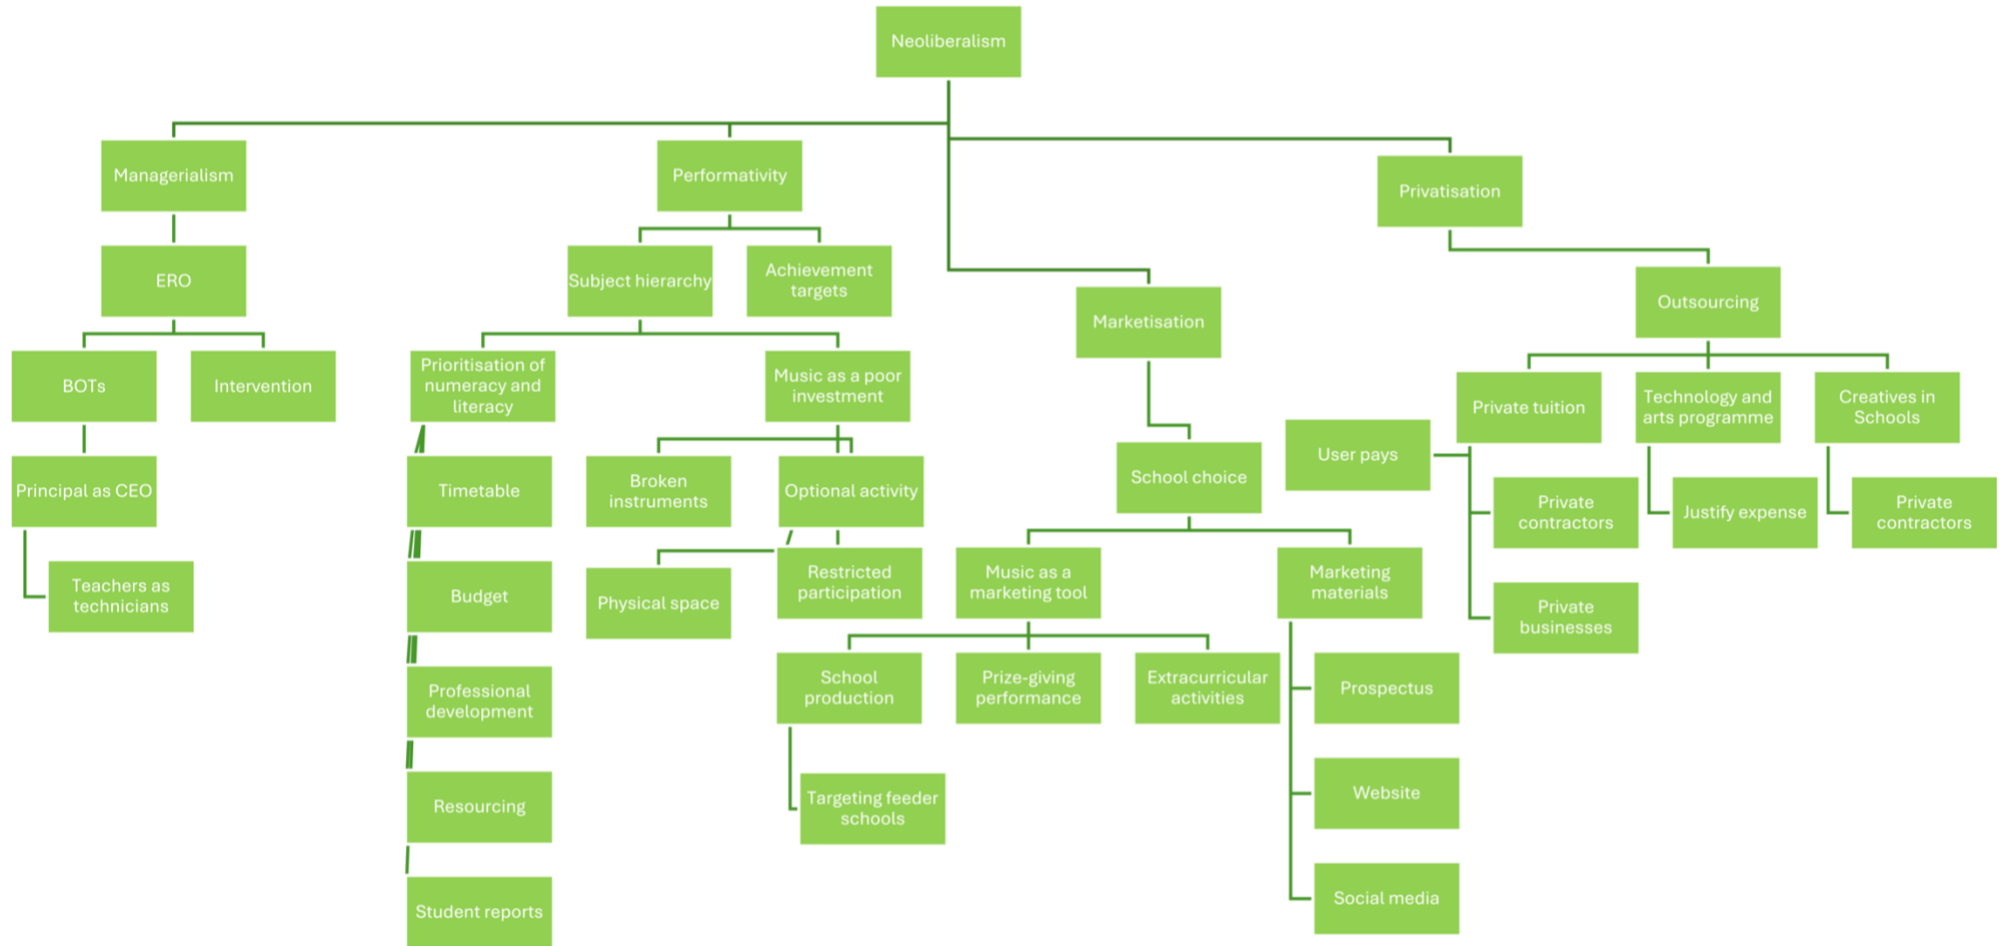 Neoliberalism
Managerialism
ERO
BOTs
Intervention
Principal as CEO
Teachers as
technicians
Performativity
Subject hierarchy
Achievement
targets
Prioritisation of
numeracy and
literacy
Timetable
Budget
Professional
development
Resourcing
Student reports
Music as a poor
investment
Broken
instruments
Optional activity
Physical space
Restricted
participation
Marketisation
School choice
Music as a
marketing tool
School
production
Targeting feeder
schools
Prize-giving
performance
Extracurricular
activities
Marketing
materials
Prospectus
Website
Social media
Privatisation
Outsourcing
Private tuition
User pays
Private
contractors
Private
businesses
Technology and
arts programme
Justify expense
Creatives in
Schools
Private
contractors